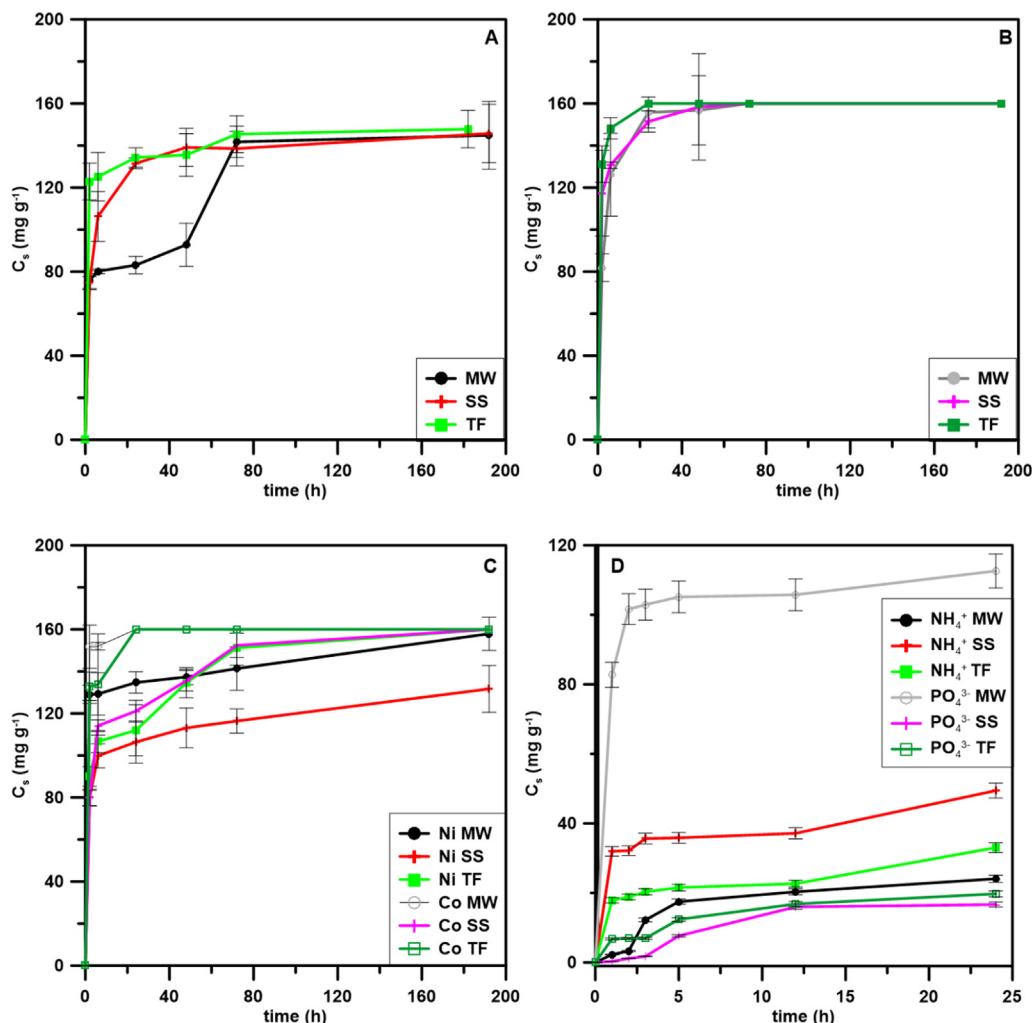 A
200
160
120
80
40
0
C_s (mg g⁻¹)
MW
SS
TF
0 40 80 120 160 200
time (h)
B
200
160
120
80
40
0
C_s (mg g⁻¹)
MW
SS
TF
0 40 80 120 160 200
time (h)
C
200
160
120
80
40
0
C_s (mg g⁻¹)
Ni MW
Ni SS
Ni TF
Co MW
Co SS
Co TF
0 40 80 120 160 200
time (h)
D
120
80
40
0
C_s (mg g⁻¹)
NH₄⁺ MW
NH₄⁺ SS
NH₄⁺ TF
PO₄³⁻ MW
PO₄³⁻ SS
PO₄³⁻ TF
0 5 10 15 20 25
time (h)